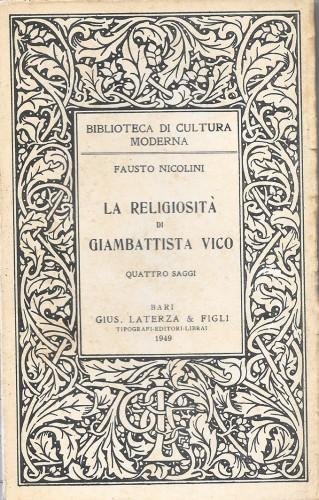 BIBLIOTECA DI CULTURA
MODERNA
FAUSTO NICOLINI
LA RELIGIOSITÀ
DI
GIAMBATTISTA VICO
QUATTRO SAGGI
BARI
GIUS. LATERZA & FIGLI
TIPOGRAFI-EDITORI-LIBRAI
1949